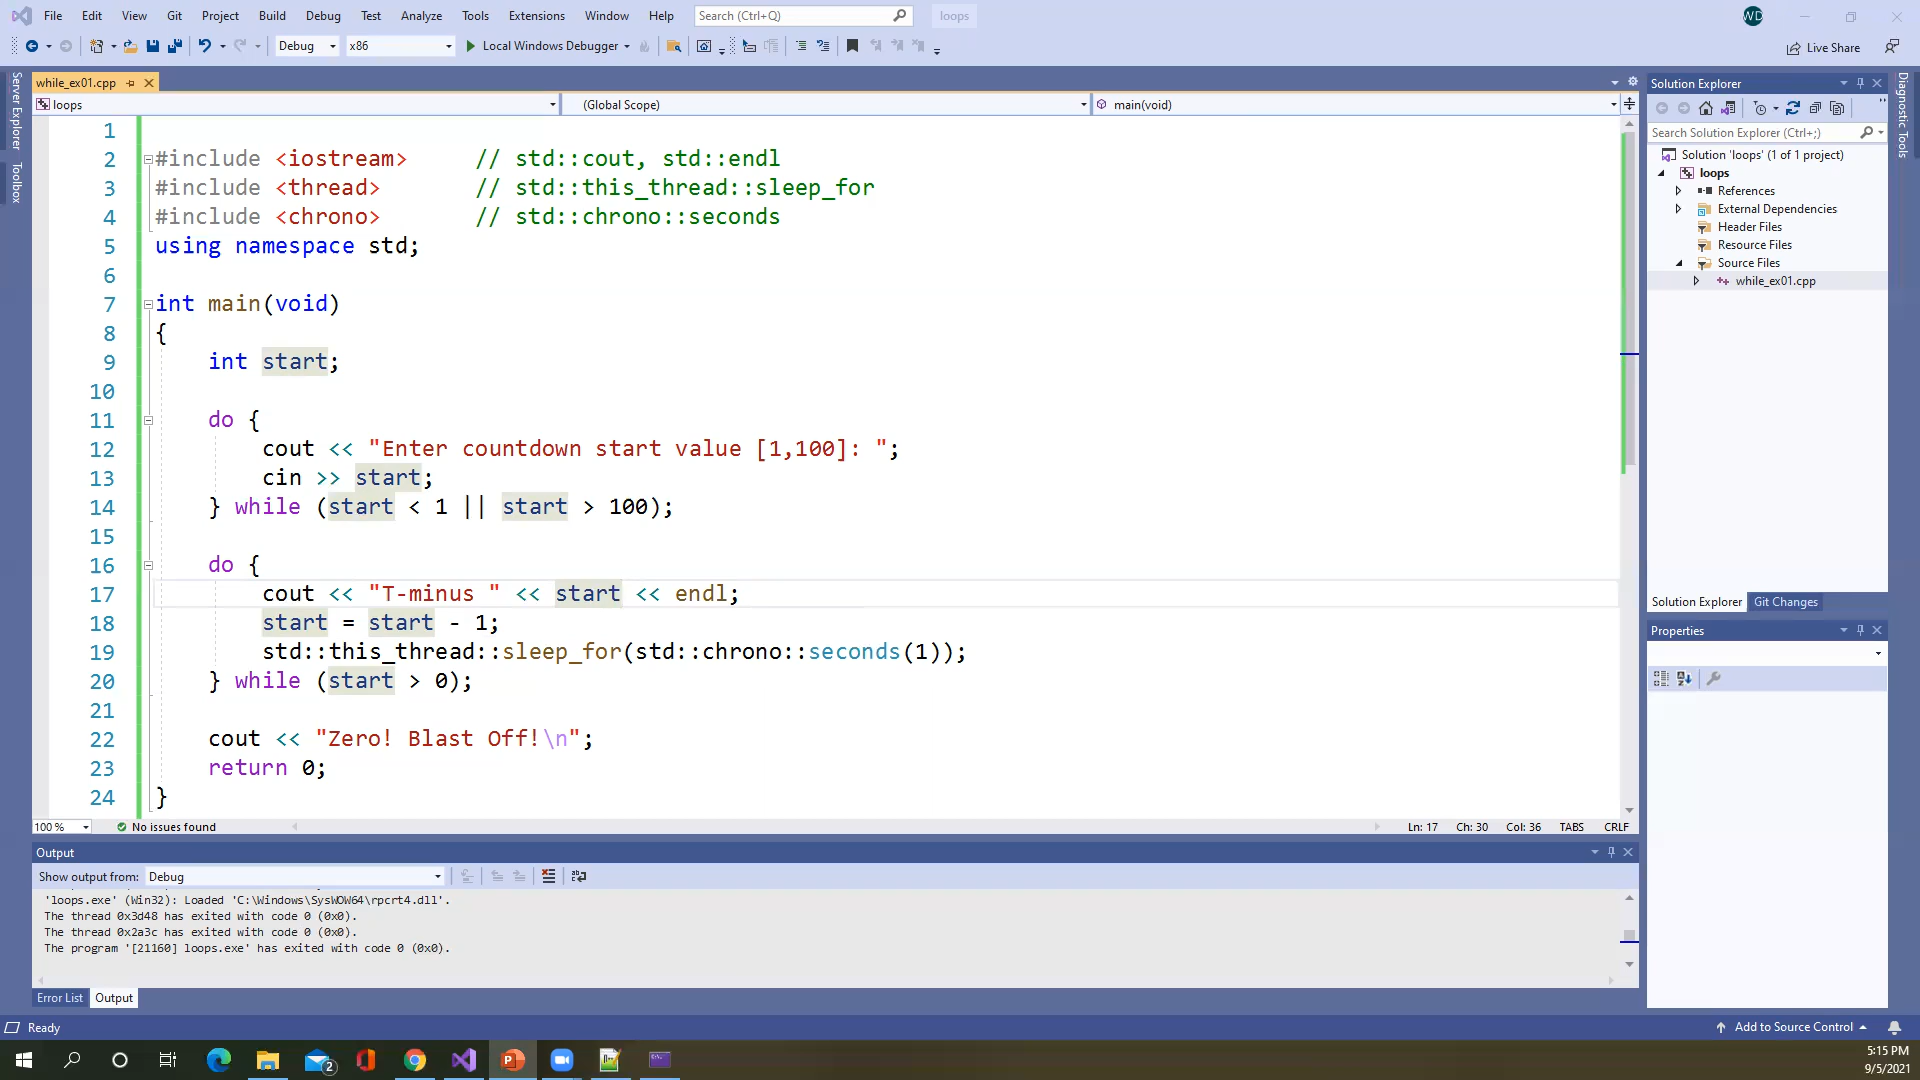 File Edit View Git Project Build Debug Test Analyze Tools Extensions Window Help Search (Ctrl+Q) loops WD
Debug x86 Local Windows Debugger Live Share
Server Explorer
Toolbox
while_ex01.cpp
loops (Global Scope) main(void)
1
2 #include <iostream> // std::cout, std::endl
3 #include <thread> // std::this_thread::sleep_for
4 #include <chrono> // std::chrono::seconds
5 using namespace std;
6
7 int main(void)
8 {
9 int start;
10
11 do {
12 cout << "Enter countdown start value [1,100]: ";
13 cin >> start;
14 } while (start < 1 || start > 100);
15
16 do {
17 cout << "T-minus " << start << endl;
18 start = start - 1;
19 std::this_thread::sleep_for(std::chrono::seconds(1));
20 } while (start > 0);
21
22 cout << "Zero! Blast Off!\n";
23 return 0;
24 }
100 % No issues found Ln: 17 Ch: 30 Col: 36 TABS CRLF
Output
Show output from: Debug
'loops.exe' (Win32): Loaded 'C:\Windows\SysWOW64\rpcrt4.dll'.
The thread 0x3d48 has exited with code 0 (0x0).
The thread 0x2a3c has exited with code 0 (0x0).
The program '[21160] loops.exe' has exited with code 0 (0x0).
Error List Output
Solution Explorer
Search Solution Explorer (Ctrl+;)
Solution 'loops' (1 of 1 project)
loops
References
External Dependencies
Header Files
Resource Files
Source Files
while_ex01.cpp
Solution Explorer Git Changes
Properties
Diagnostic Tools
Ready Add to Source Control
2
5:15 PM
9/5/2021